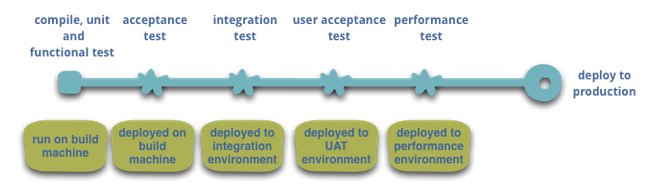 compile, unit
and
functional test
acceptance
test
integration
test
user acceptance
test
performance
test
deploy to
production
run on build
machine
deployed on
build
machine
deployed to
integration
environment
deployed to
UAT
environment
deployed to
performance
environment